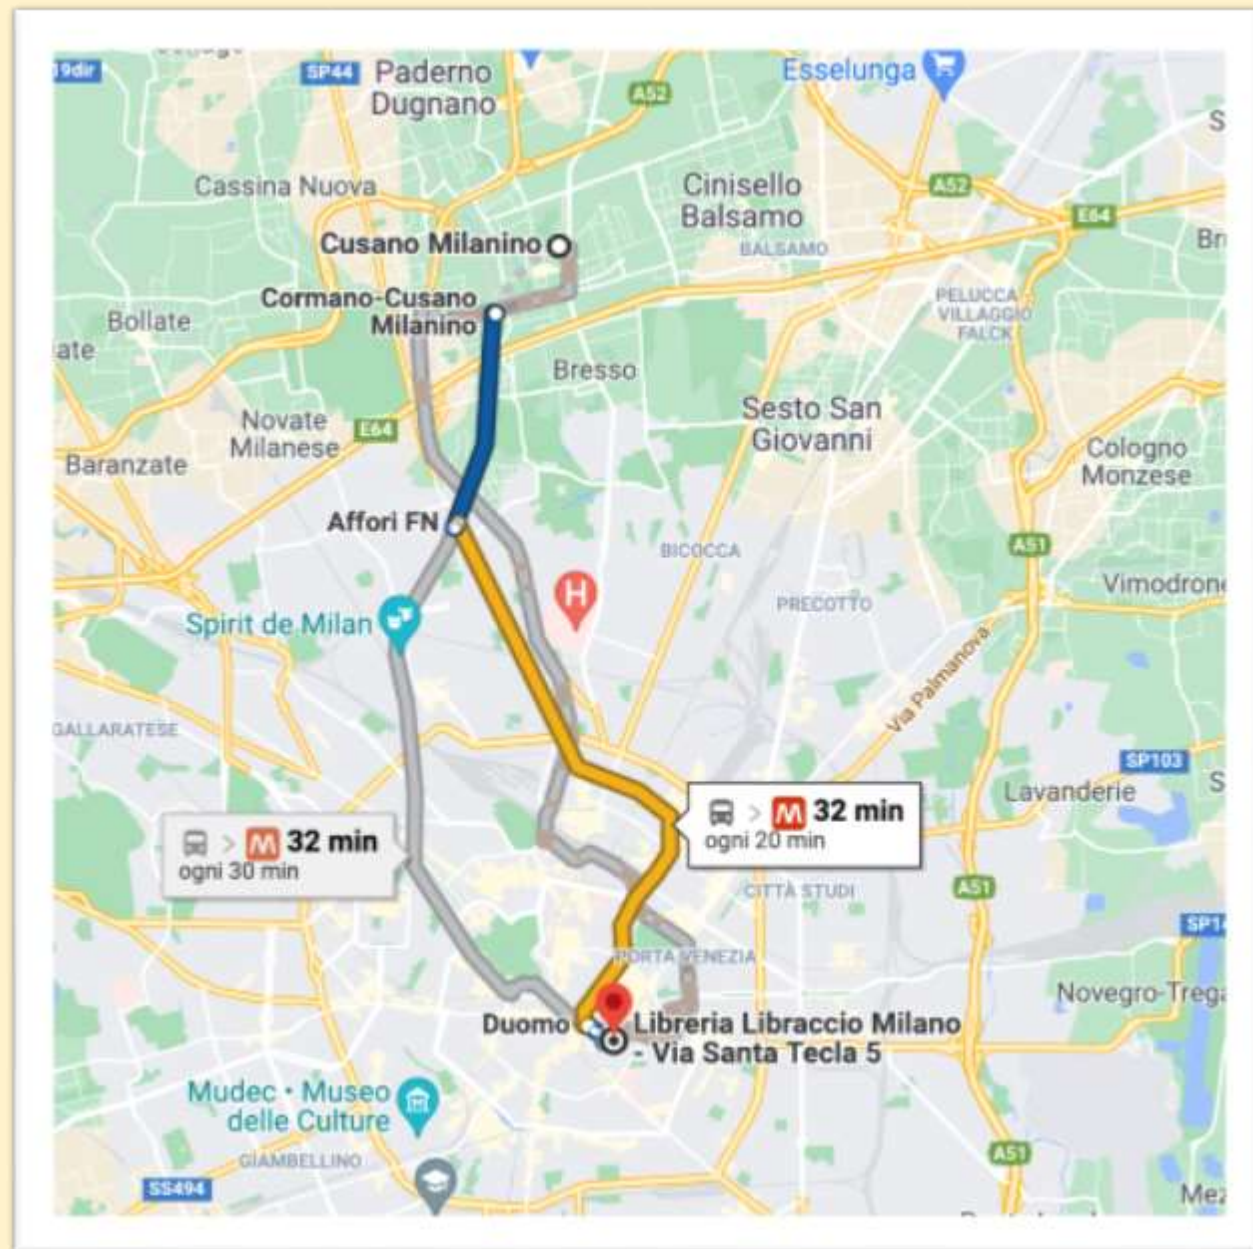 19dir
SP44
Paderno
Dugnano
A52
Esselunga
Cassina Nuova
Cinisello
Balsamo
A52
E64
BALSAMO
Cusano Milanino
Cormano-Cusano
Milanino
Bollate
PELUCCA
VILLAGGIO
FALCK
ate
Bresso
Novate
Milanese
E64
Sesto San
Giovanni
Baranzate
Cologno
Monzese
Affori FN
BICOCCA
A51
H
PRECOTTO
Vimodrone
Spirit de Milan
Via Palmanova
GALLARATESE
SP103
Lavanderie
> M 32 min
ogni 20 min
> M 32 min
ogni 30 min
CITTÀ STUDI
A51
PORTA VENEZIA
Novegro-Trega
Duomo
Libreria Libraccio Milano
- Via Santa Tecla 5
Mudec • Museo
delle Culture
GIAMBELLINO
A51
SS494